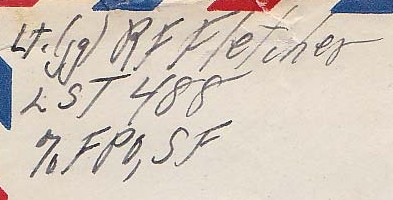 Lt. (jg) R F Fletcher
LST 488
% FPO, SF